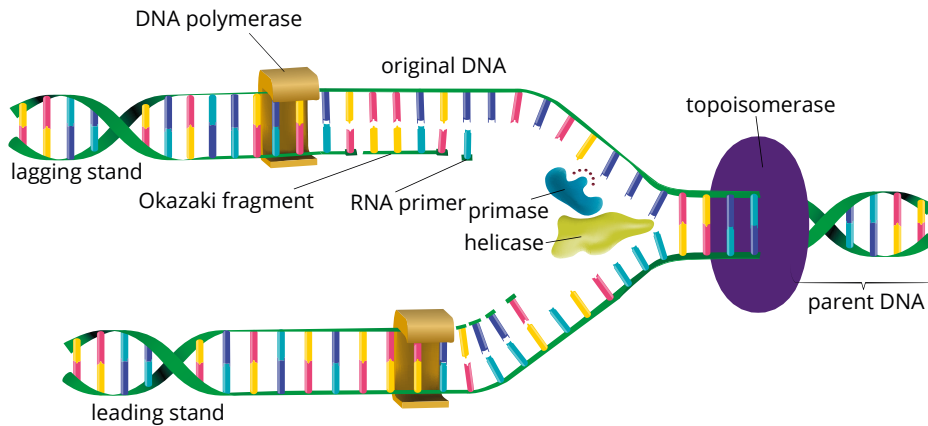 DNA polymerase
original DNA
topoisomerase
lagging stand
Okazaki fragment
RNA primer
primase
helicase
parent DNA
leading stand